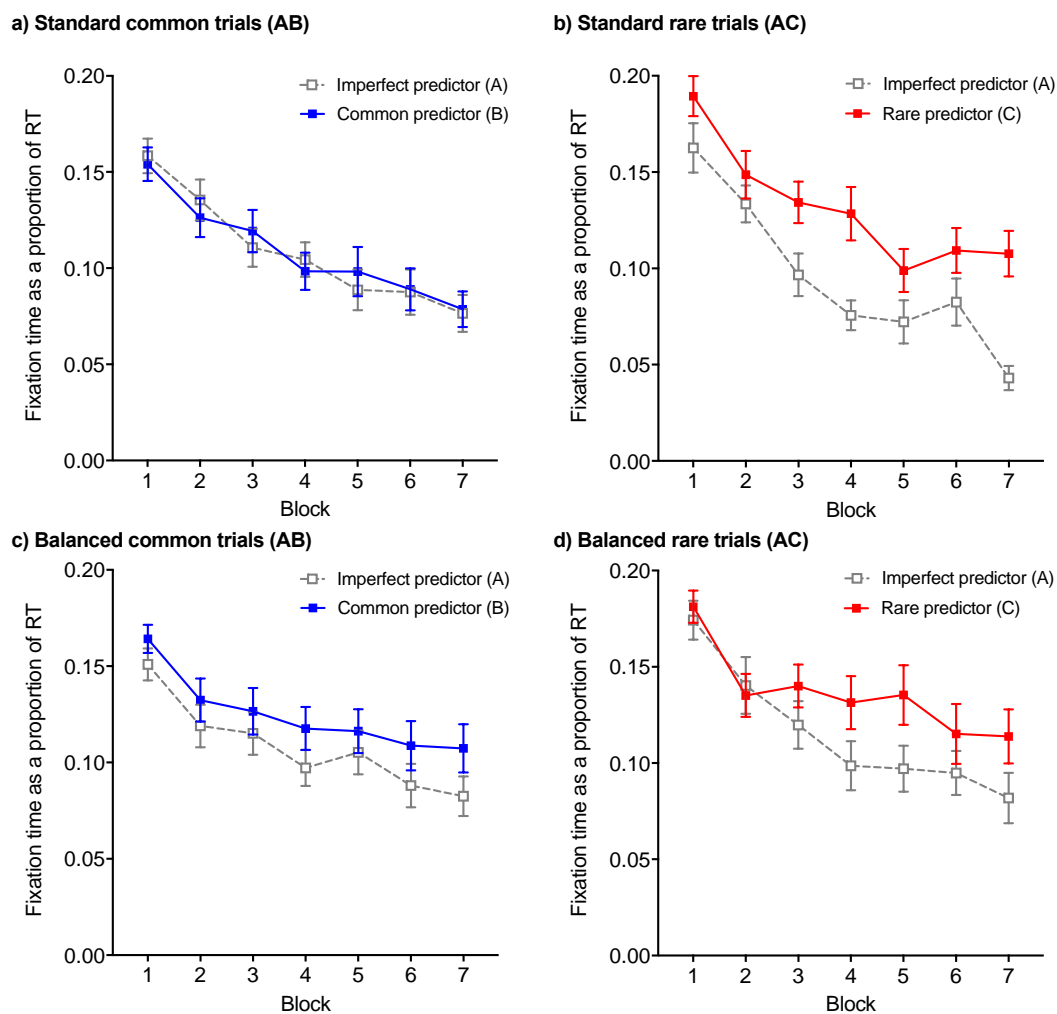 a) Standard common trials (AB)
Fixation time as a proportion of RT
0.20
0.15
0.10
0.05
0.00
Imperfect predictor (A)
Common predictor (B)
1 2 3 4 5 6 7
Block
b) Standard rare trials (AC)
Fixation time as a proportion of RT
0.20
0.15
0.10
0.05
0.00
Imperfect predictor (A)
Rare predictor (C)
1 2 3 4 5 6 7
Block
c) Balanced common trials (AB)
Fixation time as a proportion of RT
0.20
0.15
0.10
0.05
0.00
Imperfect predictor (A)
Common predictor (B)
1 2 3 4 5 6 7
Block
d) Balanced rare trials (AC)
Fixation time as a proportion of RT
0.20
0.15
0.10
0.05
0.00
Imperfect predictor (A)
Rare predictor (C)
1 2 3 4 5 6 7
Block